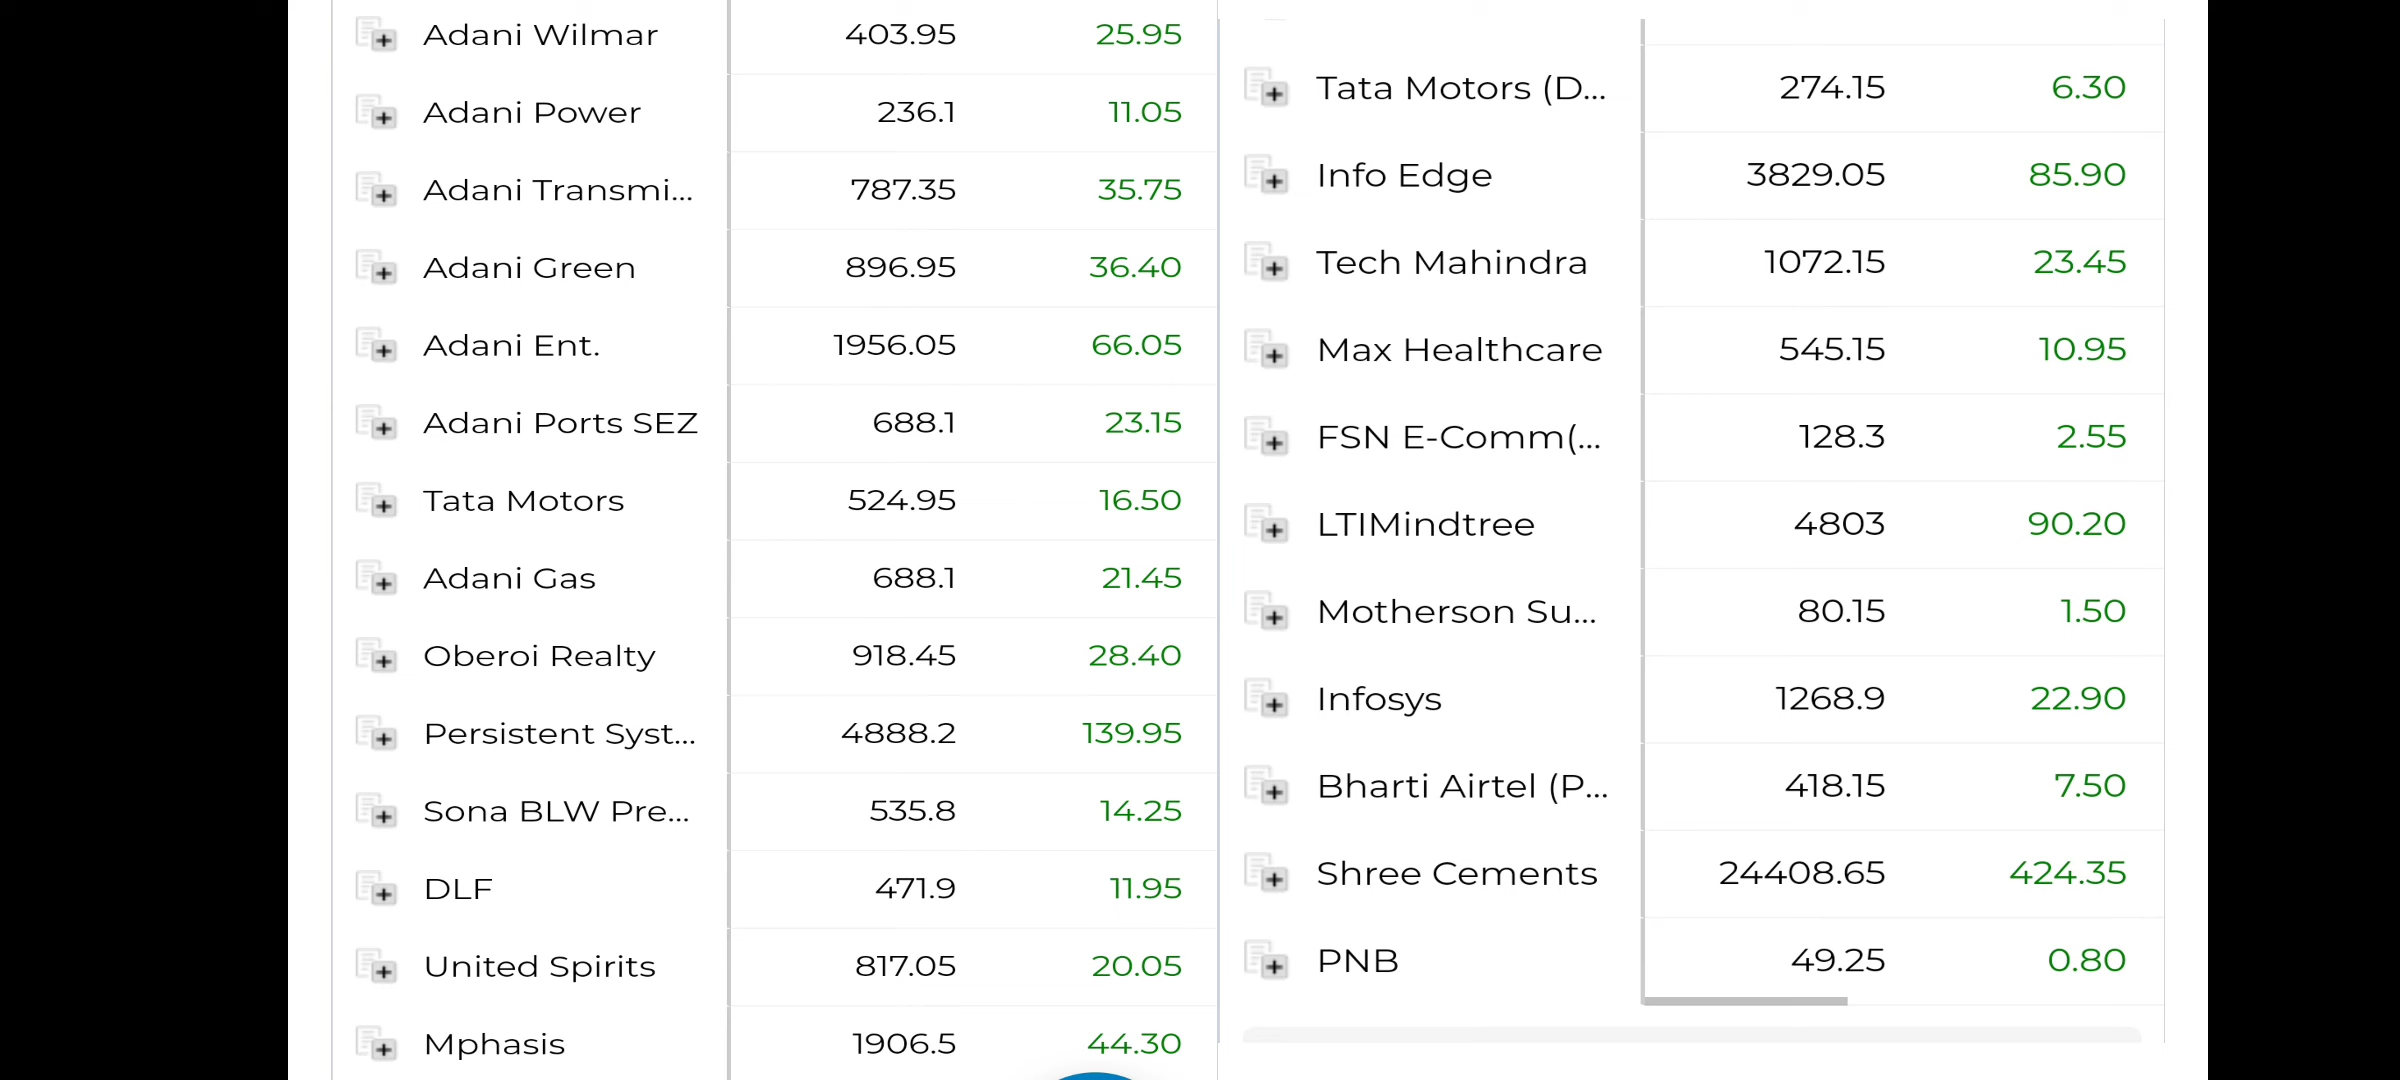 Adani Wilmar 403.95 25.95
Adani Power 236.1 11.05
Adani Transmi... 787.35 35.75
Adani Green 896.95 36.40
Adani Ent. 1956.05 66.05
Adani Ports SEZ 688.1 23.15
Tata Motors 524.95 16.50
Adani Gas 688.1 21.45
Oberoi Realty 918.45 28.40
Persistent Syst... 4888.2 139.95
Sona BLW Pre... 535.8 14.25
DLF 471.9 11.95
United Spirits 817.05 20.05
Mphasis 1906.5 44.30
Tata Motors (D... 274.15 6.30
Info Edge 3829.05 85.90
Tech Mahindra 1072.15 23.45
Max Healthcare 545.15 10.95
FSN E-Comm(... 128.3 2.55
LTIMindtree 4803 90.20
Motherson Su... 80.15 1.50
Infosys 1268.9 22.90
Bharti Airtel (P... 418.15 7.50
Shree Cements 24408.65 424.35
PNB 49.25 0.80